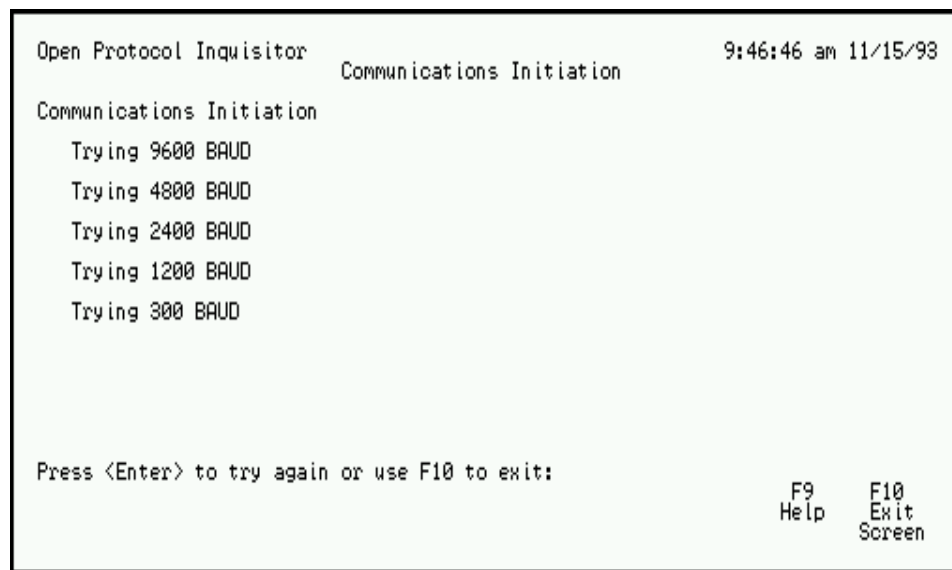 Open Protocol Inquisitor
9:46:46 am 11/15/93
Communications Initiation
Communications Initiation
Trying 9600 BAUD
Trying 4800 BAUD
Trying 2400 BAUD
Trying 1200 BAUD
Trying 300 BAUD
Press <Enter> to try again or use F10 to exit:
F9 F10
Help Exit
Screen